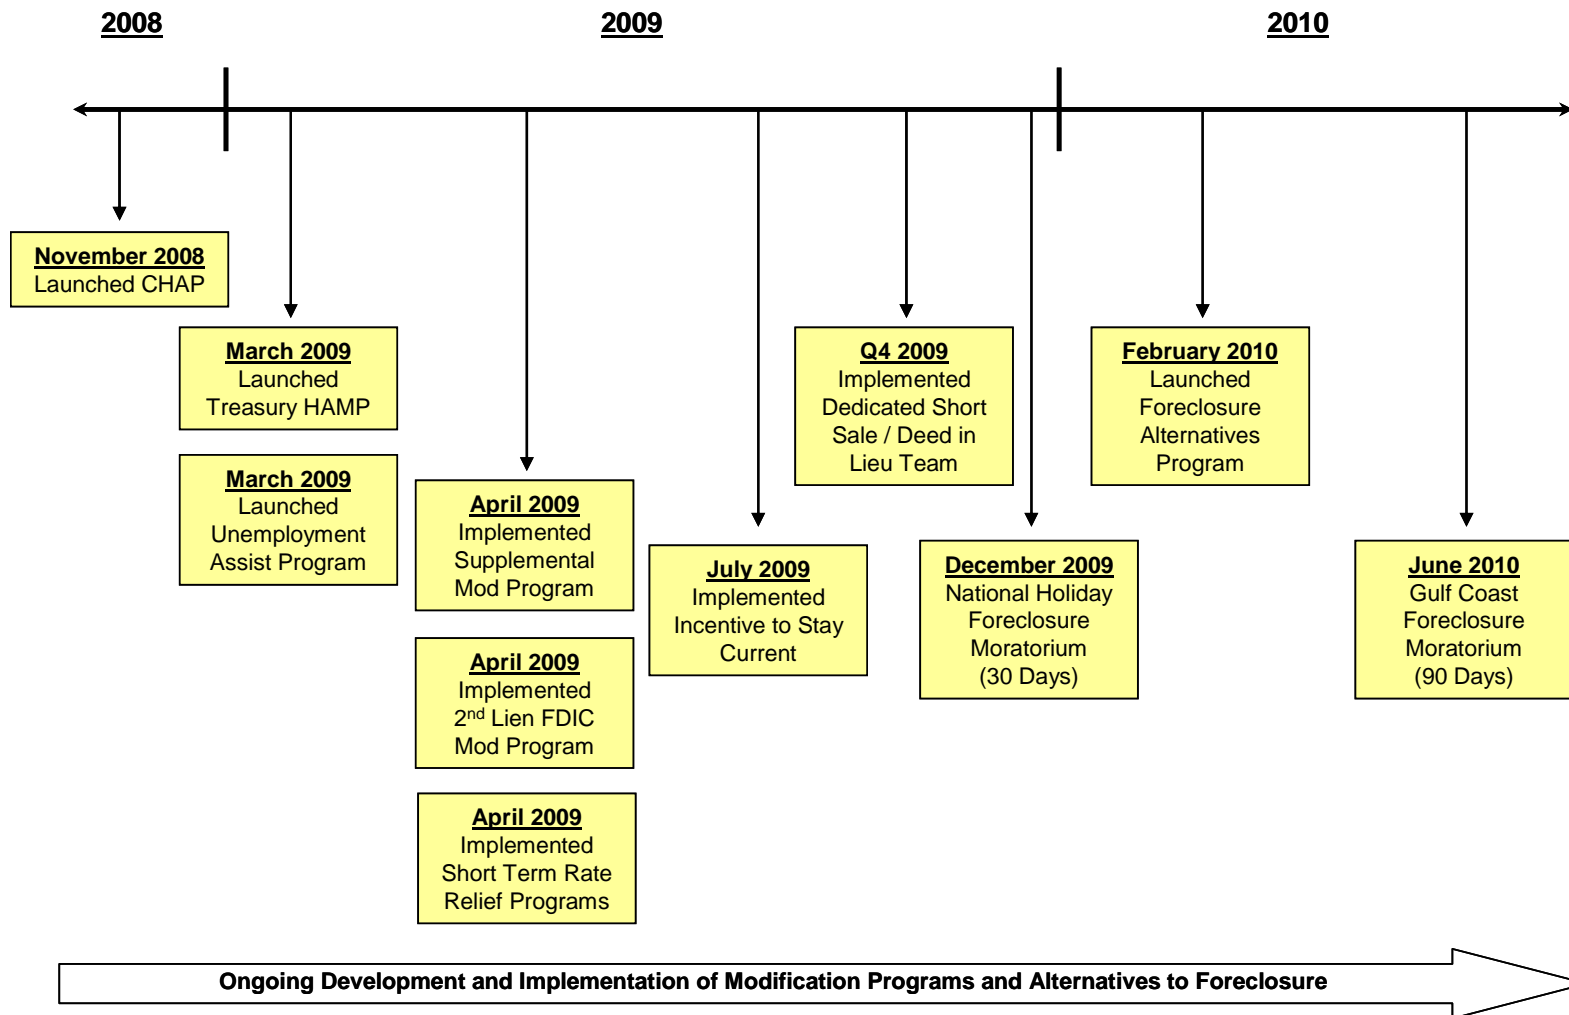 2008
2009
2010
November 2008
Launched CHAP
March 2009
Launched
Treasury HAMP
March 2009
Launched
Unemployment
Assist Program
April 2009
Implemented
Supplemental
Mod Program
April 2009
Implemented
2nd Lien FDIC
Mod Program
April 2009
Implemented
Short Term Rate
Relief Programs
July 2009
Implemented
Incentive to Stay
Current
Q4 2009
Implemented
Dedicated Short
Sale / Deed in
Lieu Team
December 2009
National Holiday
Foreclosure
Moratorium
(30 Days)
February 2010
Launched
Foreclosure
Alternatives
Program
June 2010
Gulf Coast
Foreclosure
Moratorium
(90 Days)
Ongoing Development and Implementation of Modification Programs and Alternatives to Foreclosure